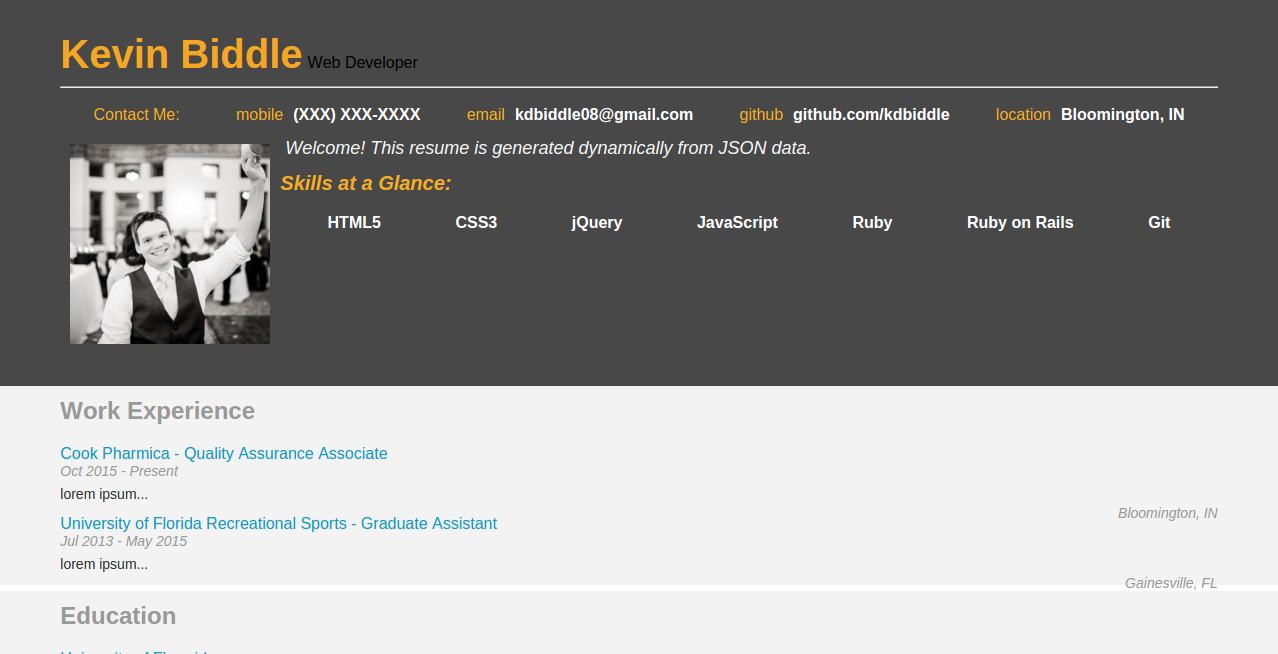 Kevin Biddle Web Developer
Contact Me: mobile (XXX) XXX-XXXX email kdbiddle08@gmail.com github github.com/kdbiddle location Bloomington, IN
Welcome! This resume is generated dynamically from JSON data.
Skills at a Glance:
HTML5 CSS3 jQuery JavaScript Ruby Ruby on Rails Git
Work Experience
Cook Pharmica - Quality Assurance Associate
Oct 2015 - Present
lorem ipsum...
Bloomington, IN
University of Florida Recreational Sports - Graduate Assistant
Jul 2013 - May 2015
lorem ipsum...
Gainesville, FL
Education